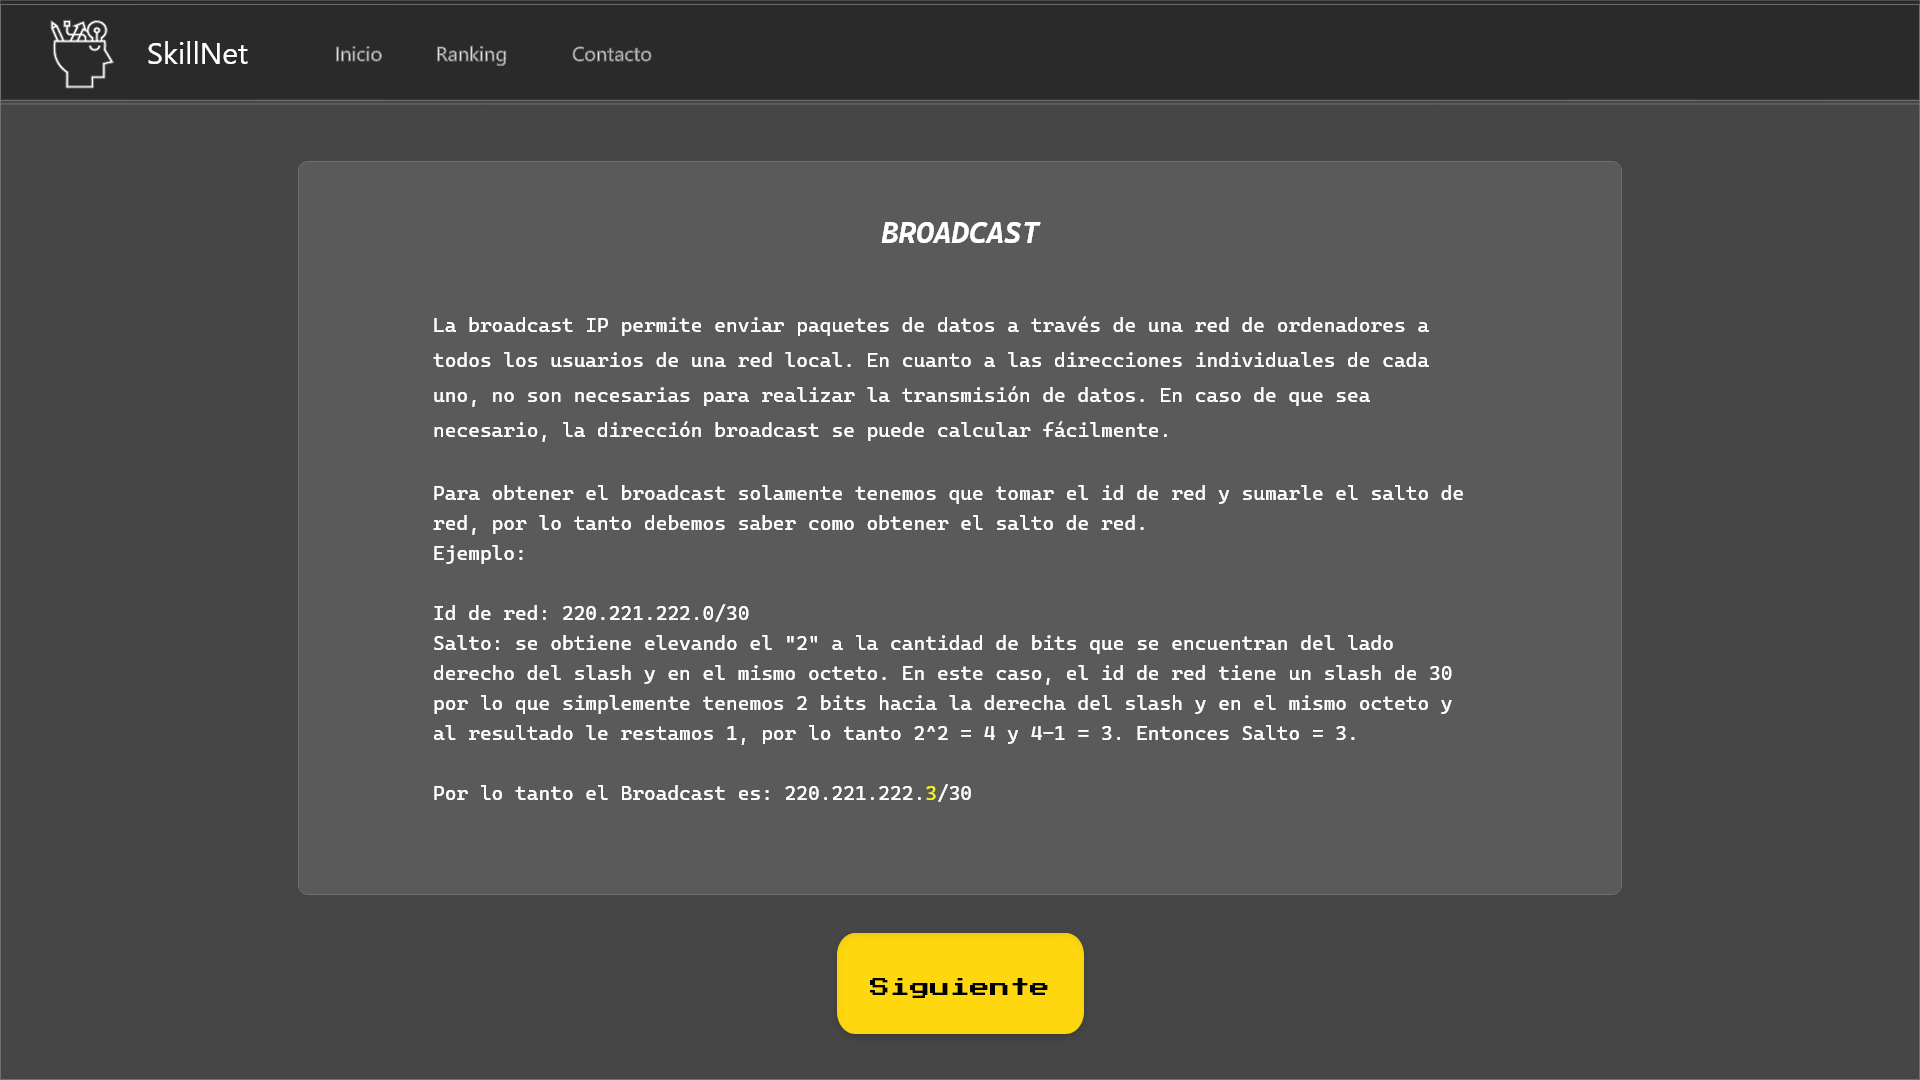 SkillNet
Inicio
Ranking
Contacto
BROADCAST
La broadcast IP permite enviar paquetes de datos a través de una red de ordenadores a
todos los usuarios de una red local. En cuanto a las direcciones individuales de cada
uno, no son necesarias para realizar la transmisión de datos. En caso de que sea
necesario, la dirección broadcast se puede calcular fácilmente.
Para obtener el broadcast solamente tenemos que tomar el id de red y sumarle el salto de
red, por lo tanto debemos saber como obtener el salto de red.
Ejemplo:
Id de red: 220.221.222.0/30
Salto: se obtiene elevando el "2" a la cantidad de bits que se encuentran del lado
derecho del slash y en el mismo octeto. En este caso, el id de red tiene un slash de 30
por lo que simplemente tenemos 2 bits hacia la derecha del slash y en el mismo octeto y
al resultado le restamos 1, por lo tanto 2^2 = 4 y 4-1 = 3. Entonces Salto = 3.
Por lo tanto el Broadcast es: 220.221.222.3/30
Siguiente